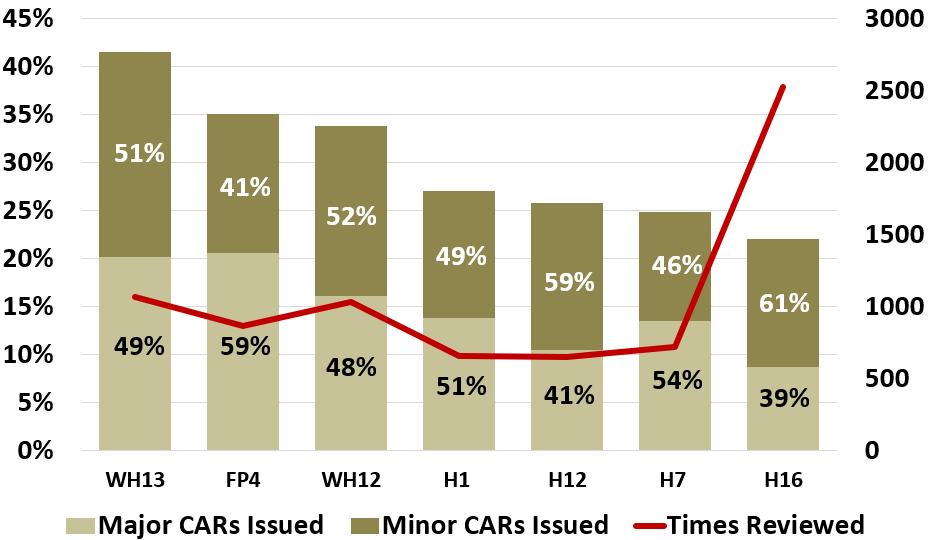 45% 3000
40% 2500
35% 2000
30% 1500
25% 1000
20% 500
15% 0
10%
5%
0%
51% 41% 52% 49% 59% 46% 61%
49% 59% 48% 51% 41% 54% 39%
WH13 FP4 WH12 H1 H12 H7 H16
Major CARs Issued Minor CARs Issued Times Reviewed